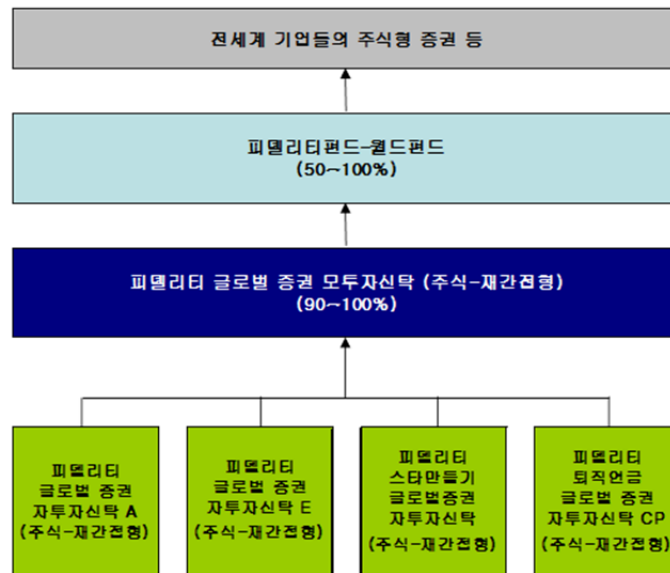 전세계 기업들의 주식형 증권 등
피델리티펀드-월드펀드
(50~100%)
피델리티 글로벌 증권 모투자신탁 (주식-재간접형)
(90~100%)
피델리티
글로벌 증권
자투자신탁 A
(주식-재간접형)
피델리티
글로벌 증권
자투자신탁 E
(주식-재간접형)
피델리티
스타만들기
글로벌증권
자투자신탁
(주식-재간접형)
피델리티
퇴직연금
글로벌 증권
자투자신탁 CP
(주식-재간접형)